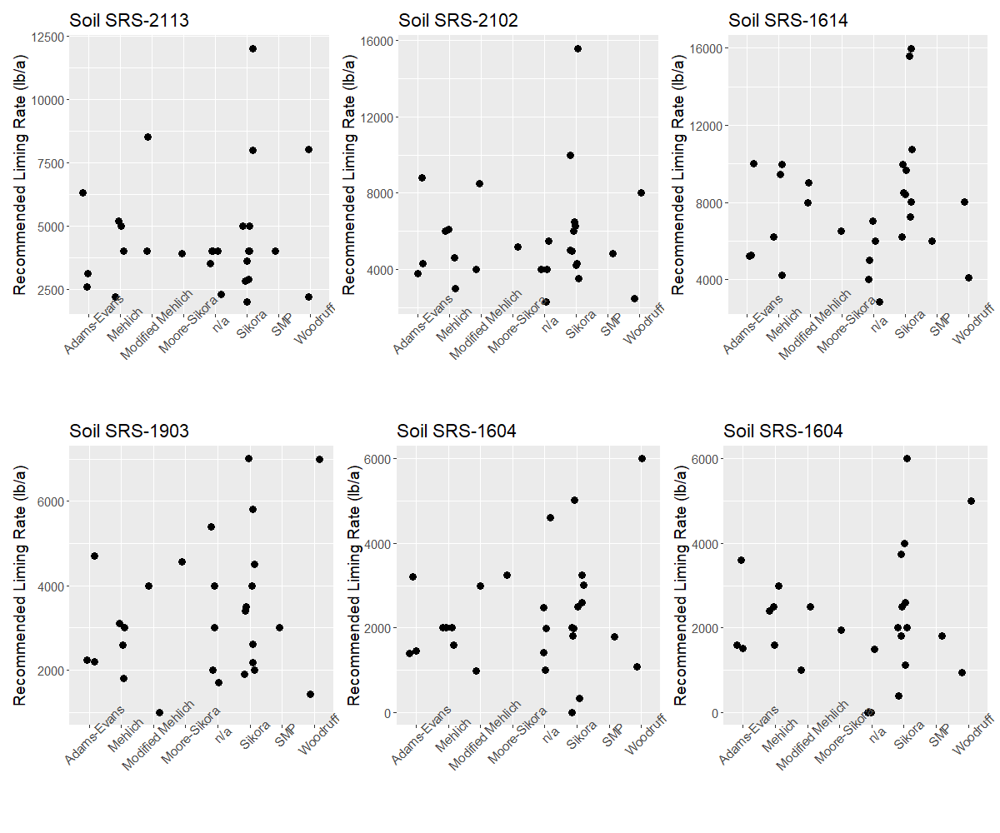 Soil SRS-2113
Recommended Liming Rate (lb/a)
12500
10000
7500
5000
2500
Adams-Evans
Mehlich
Modified Mehlich
Moore-Sikora
n/a
Sikora
SMP
Woodruff
Soil SRS-2102
Recommended Liming Rate (lb/a)
16000
12000
8000
4000
Adams-Evans
Mehlich
Modified Mehlich
Moore-Sikora
n/a
Sikora
SMP
Woodruff
Soil SRS-1614
Recommended Liming Rate (lb/a)
16000
12000
8000
4000
Adams-Evans
Mehlich
Modified Mehlich
Moore-Sikora
n/a
Sikora
SMP
Woodruff
Soil SRS-1903
Recommended Liming Rate (lb/a)
6000
4000
2000
Adams-Evans
Mehlich
Modified Mehlich
Moore-Sikora
n/a
Sikora
SMP
Woodruff
Soil SRS-1604
Recommended Liming Rate (lb/a)
6000
4000
2000
0
Adams-Evans
Mehlich
Modified Mehlich
Moore-Sikora
n/a
Sikora
SMP
Woodruff
Soil SRS-1604
Recommended Liming Rate (lb/a)
6000
4000
2000
0
Adams-Evans
Mehlich
Modified Mehlich
Moore-Sikora
n/a
Sikora
SMP
Woodruff